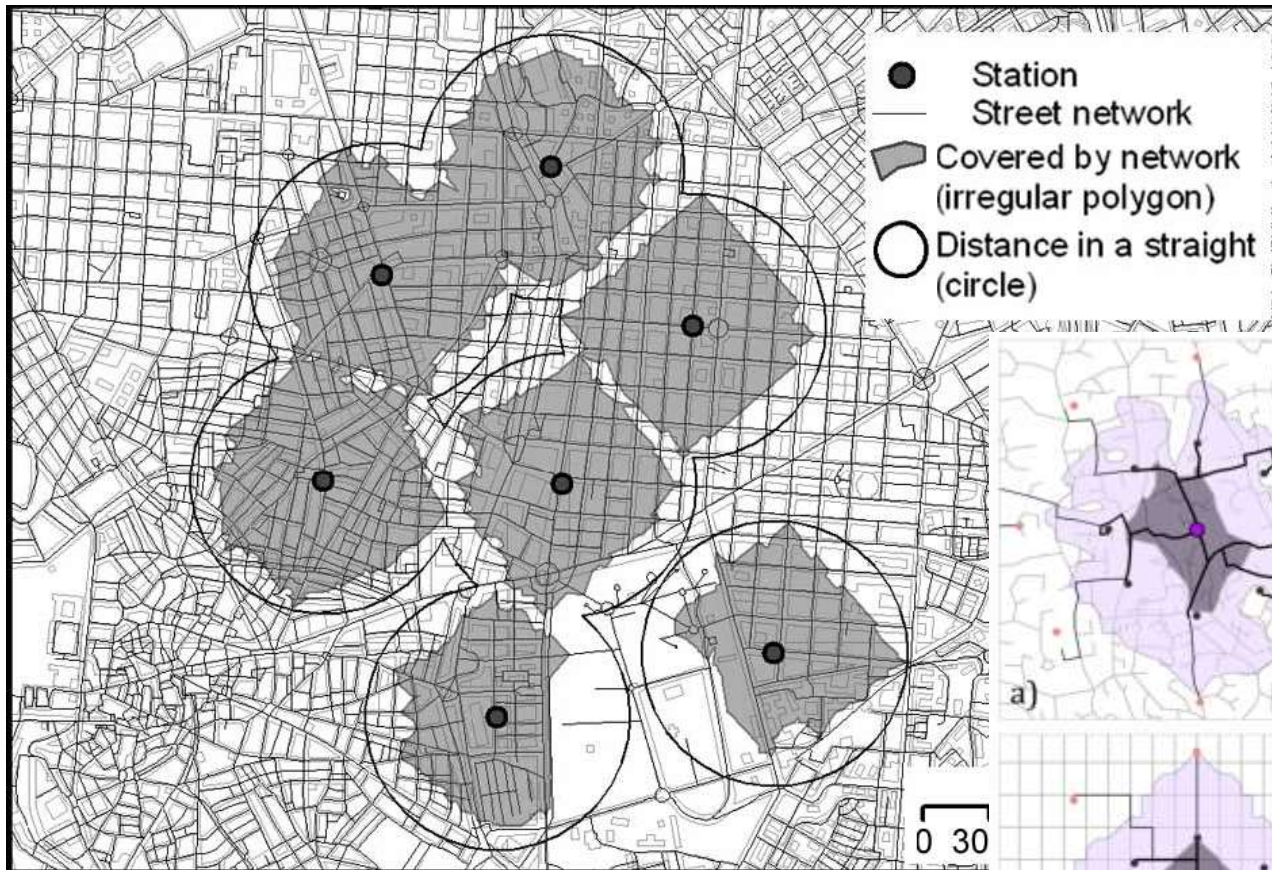 Station
Street network
Covered by network
(irregular polygon)
Distance in a straight
(circle)
a)
0 30